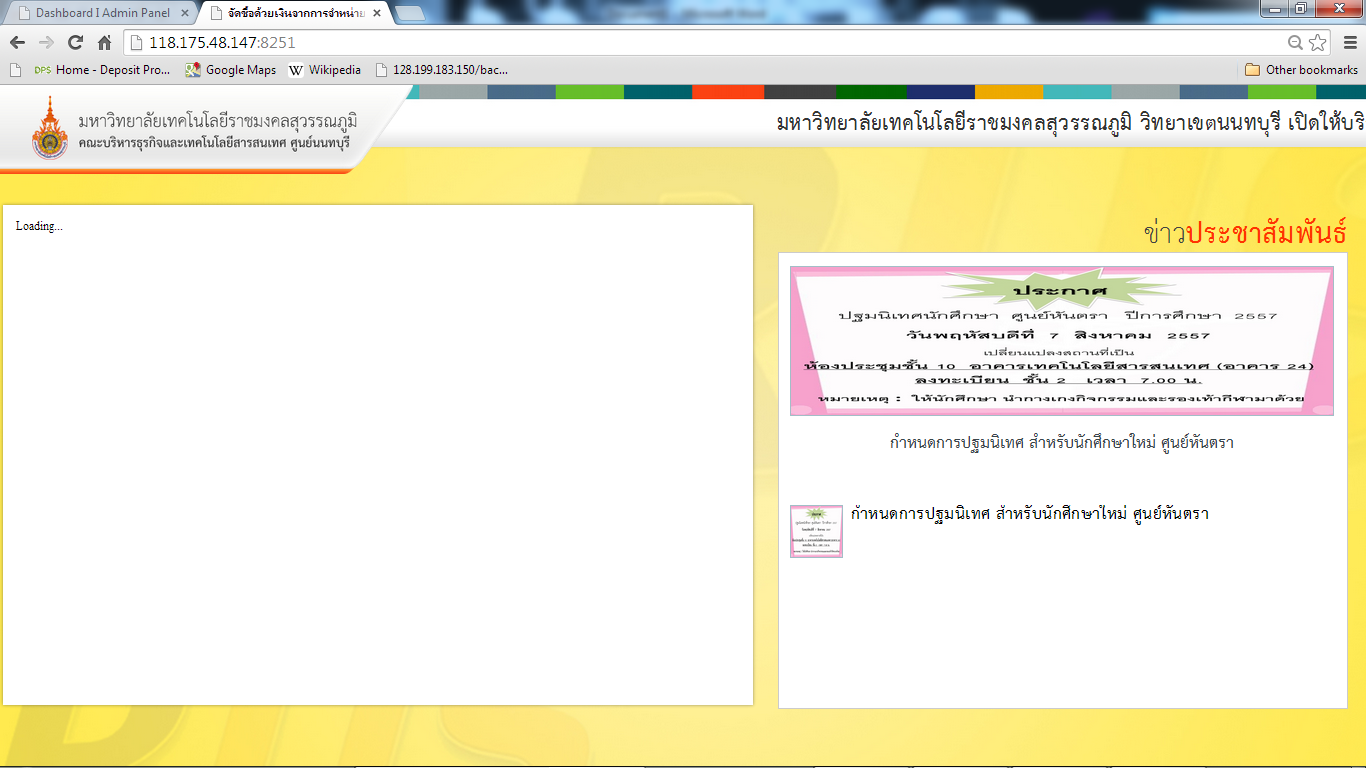 Dashboard I Admin Panel
จัดซื้อด้วยเงินจากการจำหน่าย
118.175.48.147:8251
DPS Home - Deposit Pro...
Google Maps
W Wikipedia
128.199.183.150/bac...
Other bookmarks
มหาวิทยาลัยเทคโนโลยีราชมงคลสุวรรณภูมิ
คณะบริหารธุรกิจและเทคโนโลยีสารสนเทศ ศูนย์นนทบุรี
มหาวิทยาลัยเทคโนโลยีราชมงคลสุวรรณภูมิ วิทยาเขตนนทบุรี เปิดให้บริ
Loading...
ข่าวประชาสัมพันธ์
ประกาศ
ปฐมนิเทศนักศึกษา ศูนย์หันตรา ปีการศึกษา 2557
วันพฤหัสบดีที่ 7 สิงหาคม 2557
เปลี่ยนแปลงสถานที่เป็น
ห้องประชุมชั้น 10 อาคารเทคโนโลยีสารสนเทศ (อาคาร 24)
ลงทะเบียน ชั้น 2 เวลา 7.00 น.
หมายเหตุ : ให้นักศึกษา นำกางเกงกิจกรรมและรองเท้ากีฬามาด้วย
กำหนดการปฐมนิเทศ สำหรับนักศึกษาใหม่ ศูนย์หันตรา
กำหนดการปฐมนิเทศ สำหรับนักศึกษาใหม่ ศูนย์หันตรา